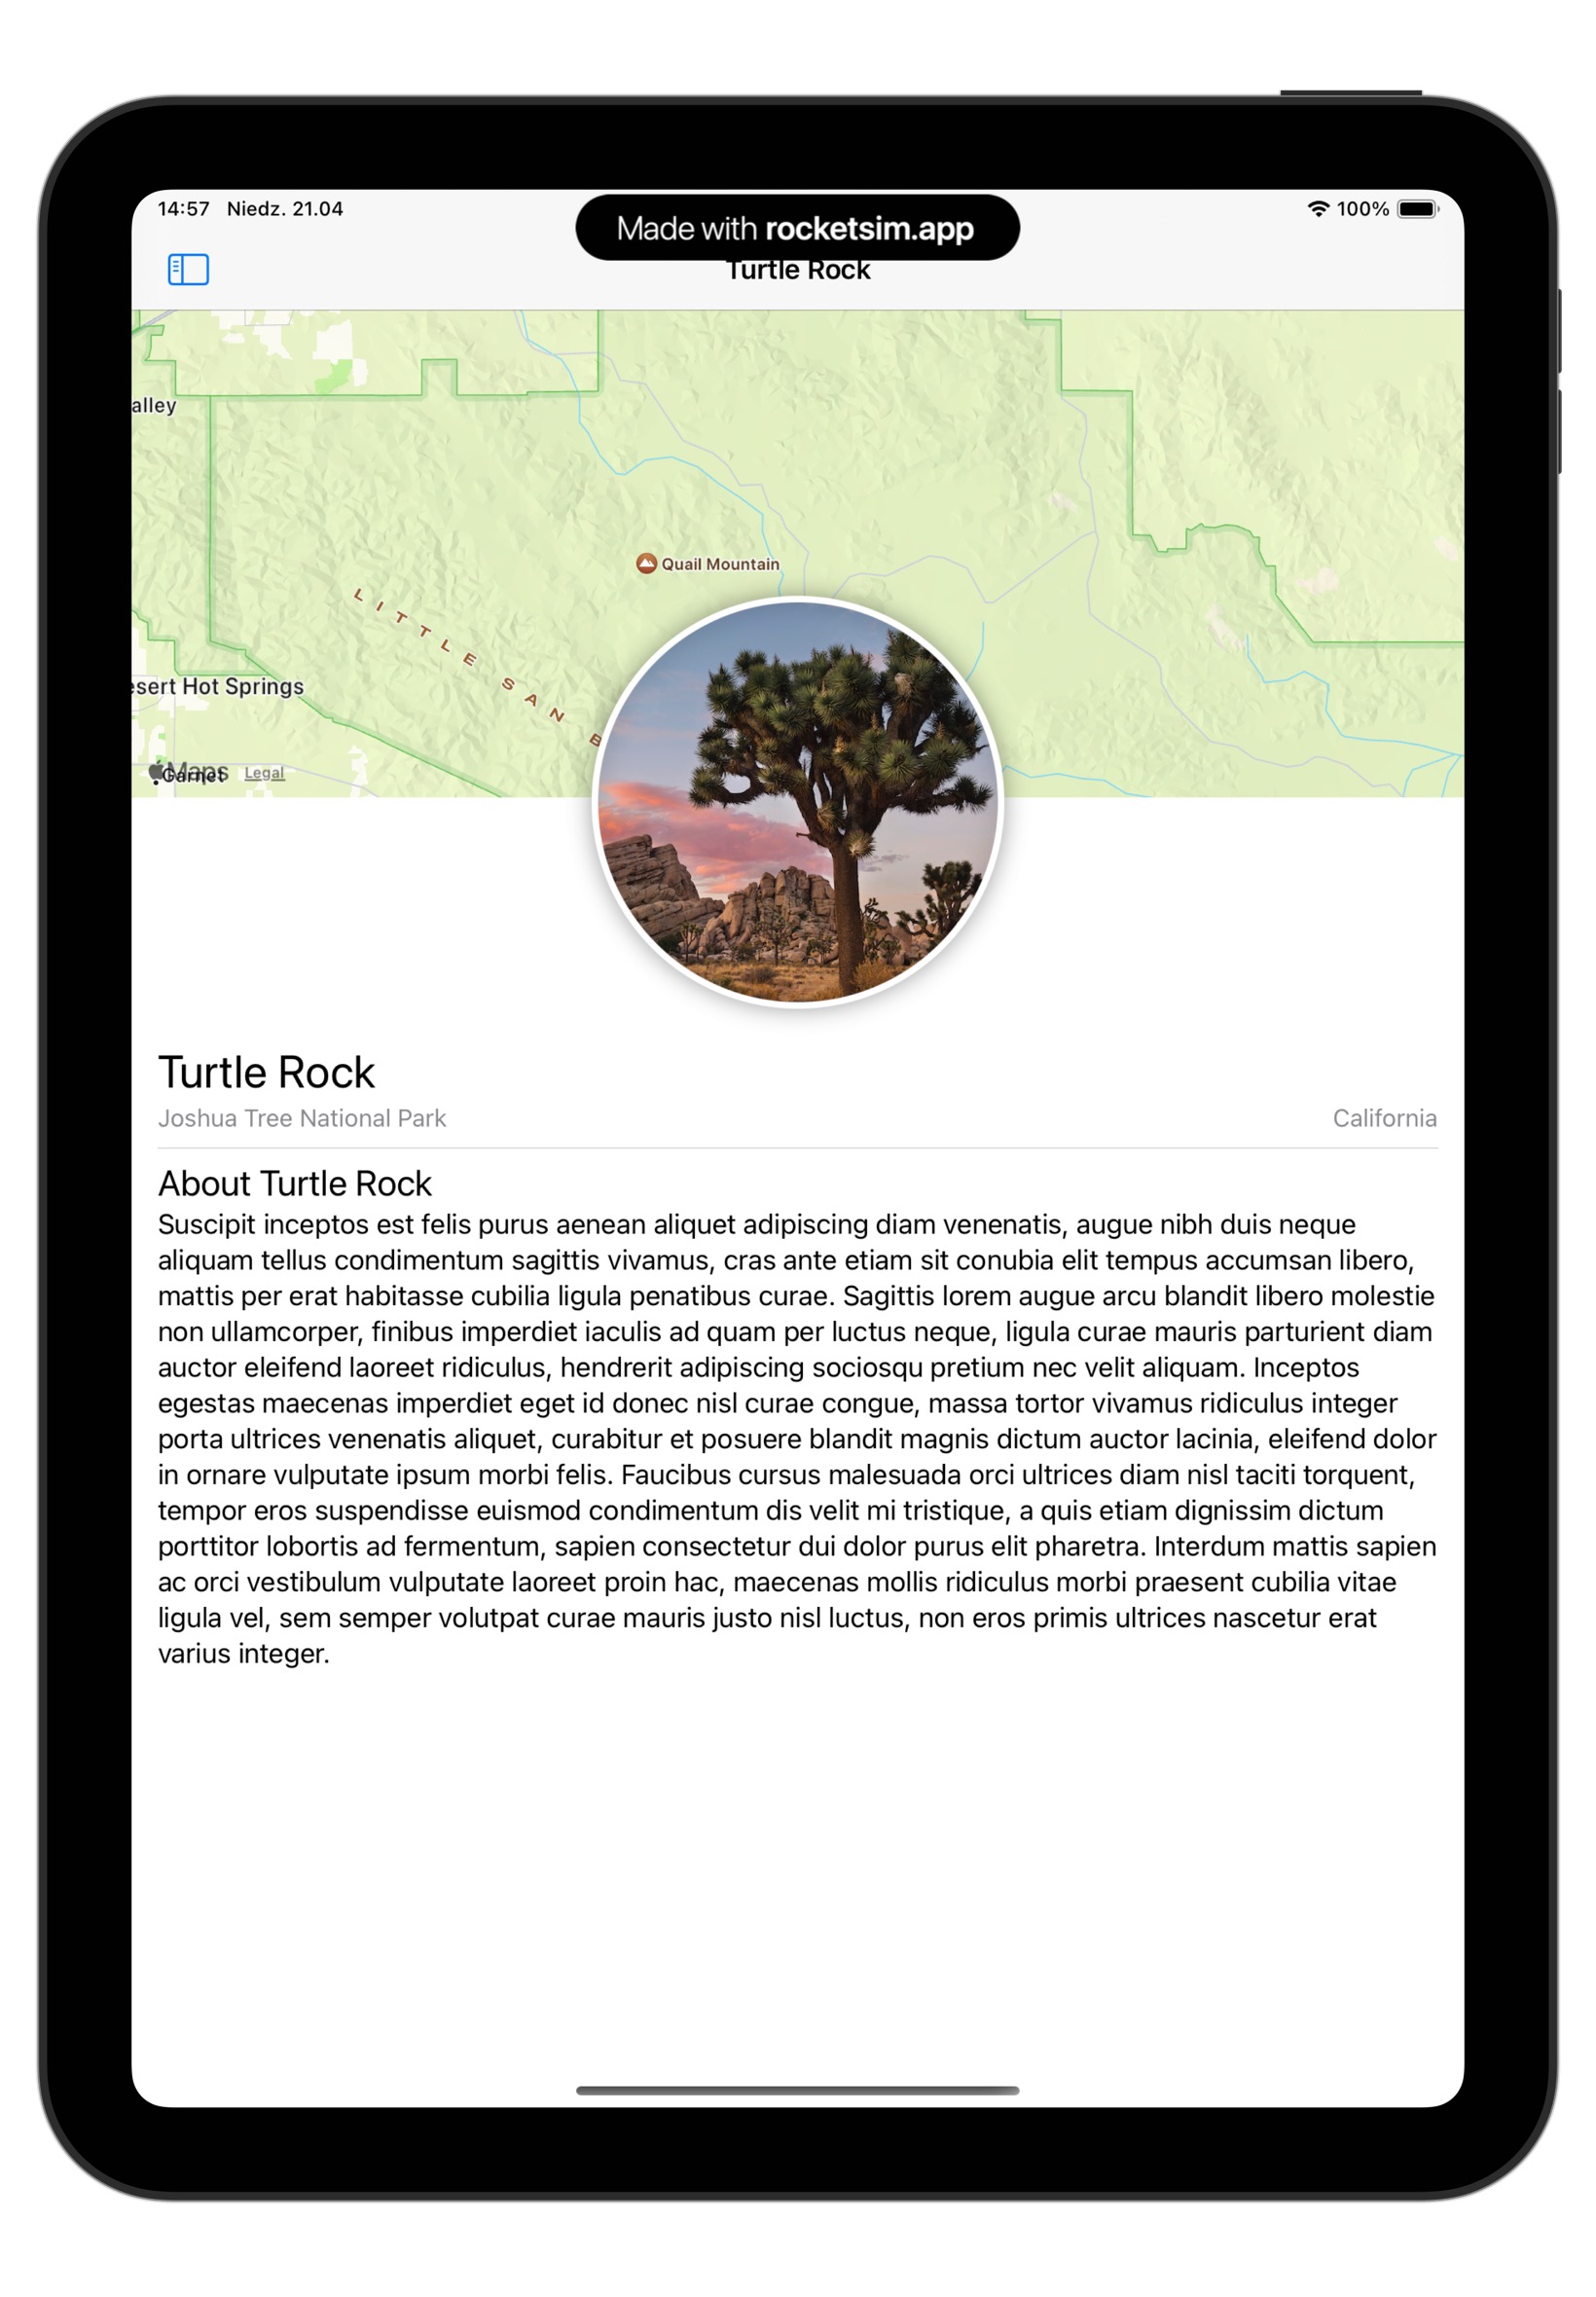 14:57 Niedz. 21.04
Made with rocketsim.app
100%
Turtle Rock
alley
Quail Mountain
LITTLE SAN B
esert Hot Springs
Garnet
Maps Legal
Turtle Rock
Joshua Tree National Park California
About Turtle Rock
Suscipit inceptos est felis purus aenean aliquet adipiscing diam venenatis, augue nibh duis neque
aliquam tellus condimentum sagittis vivamus, cras ante etiam sit conubia elit tempus accumsan libero,
mattis per erat habitasse cubilia ligula penatibus curae. Sagittis lorem augue arcu blandit libero molestie
non ullamcorper, finibus imperdiet iaculis ad quam per luctus neque, ligula curae mauris parturient diam
auctor eleifend laoreet ridiculus, hendrerit adipiscing sociosqu pretium nec velit aliquam. Inceptos
egestas maecenas imperdiet eget id donec nisl curae congue, massa tortor vivamus ridiculus integer
porta ultrices venenatis aliquet, curabitur et posuere blandit magnis dictum auctor lacinia, eleifend dolor
in ornare vulputate ipsum morbi felis. Faucibus cursus malesuada orci ultrices diam nisl taciti torquent,
tempor eros suspendisse euismod condimentum dis velit mi tristique, a quis etiam dignissim dictum
porttitor lobortis ad fermentum, sapien consectetur dui dolor purus elit pharetra. Interdum mattis sapien
ac orci vestibulum vulputate laoreet proin hac, maecenas mollis ridiculus morbi praesent cubilia vitae
ligula vel, sem semper volutpat curae mauris justo nisl luctus, non eros primis ultrices nascetur erat
varius integer.